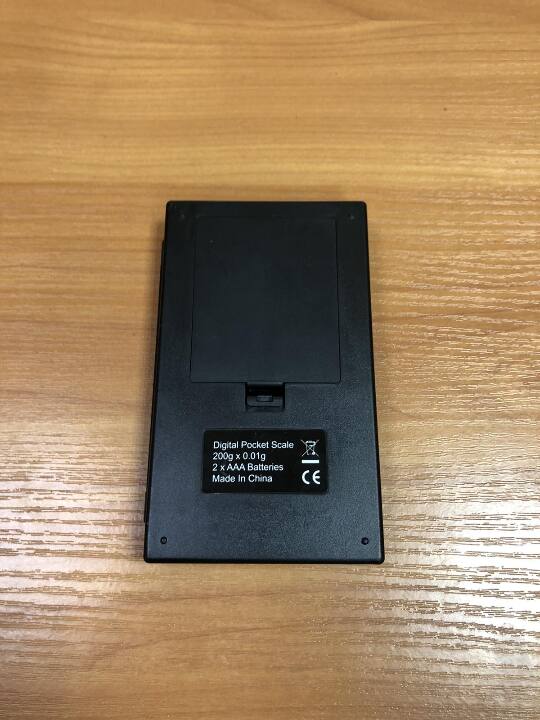 Digital Pocket Scale
200g x 0.01g
2 x AAA Batteries
Made In China
CE